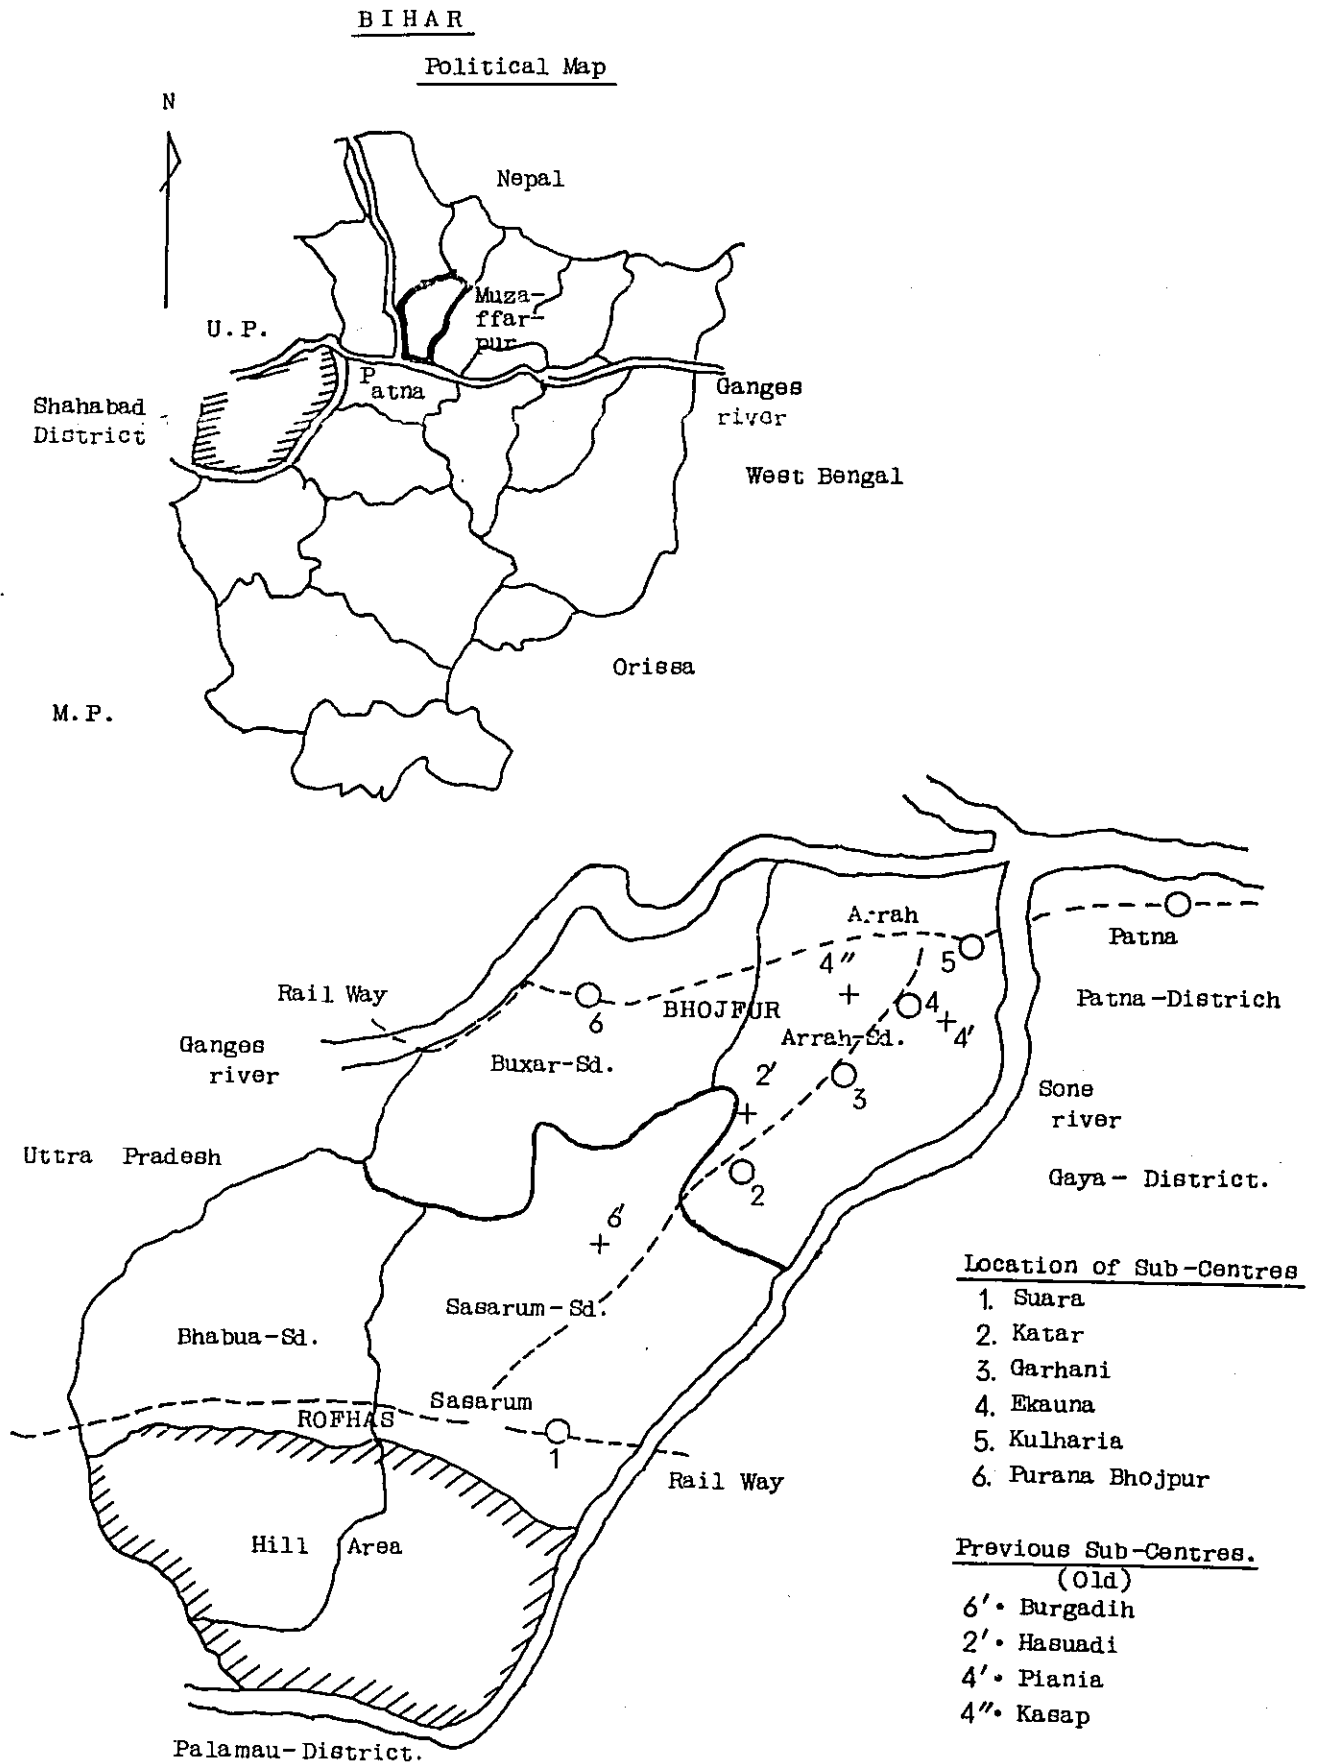 BIHAR
Political Map
N
Nepal
Muza-
ffar-
pur
U.P.
Patna
Ganges
river
Shahabad
District
West Bengal
Orissa
M.P.
Arrah
Patna
4″
5
Rail Way
6
BHOJFUR
4
4′
Patna-Districh
Ganges
river
Buxar-Sd.
Arrah-Sd.
2′
3
Sone
river
Uttra Pradesh
2
Gaya- District.
6′
Sasarum-Sd.
Bhabua-Sd.
Sasarum
ROFHAS
1
Rail Way
Hill Area
Palamau-District.
Location of Sub-Centres
1. Suara
2. Katar
3. Garhani
4. Ekauna
5. Kulharia
6. Purana Bhojpur
Previous Sub-Centres.
(Old)
6′. Burgadih
2′. Hasuadi
4′. Piania
4″. Kasap